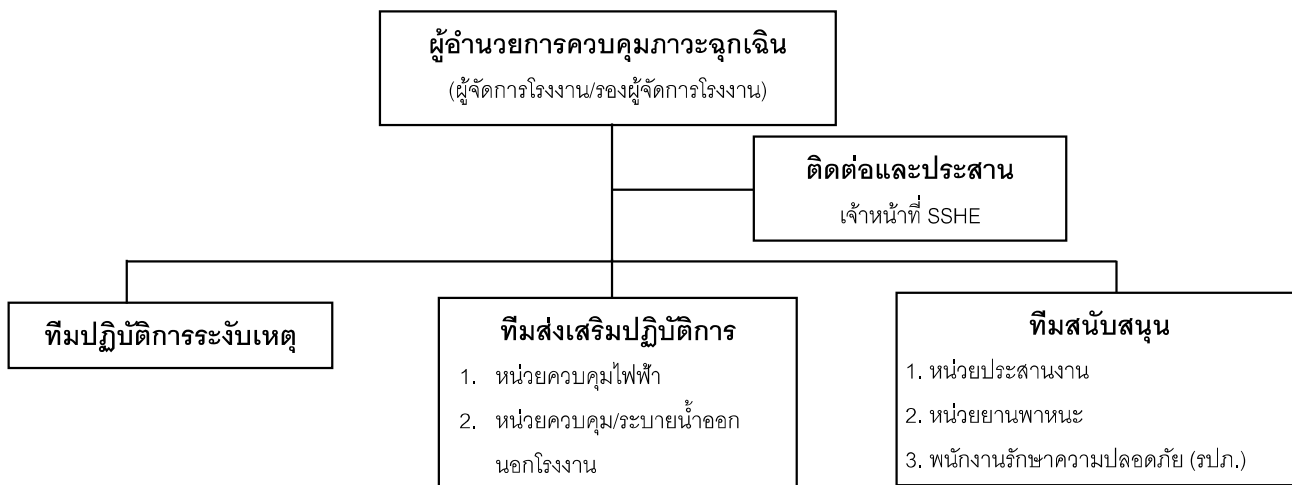 ผู้อำนวยการควบคุมภาวะฉุกเฉิน
(ผู้จัดการโรงงาน/รองผู้จัดการโรงงาน)
ติดต่อและประสาน
เจ้าหน้าที่ SSHE
ทีมปฏิบัติการระงับเหตุ
ทีมส่งเสริมปฏิบัติการ
1. หน่วยควบคุมไฟฟ้า
2. หน่วยควบคุม/ระบายน้ำออก
นอกโรงงาน
ทีมสนับสนุน
1. หน่วยประสานงาน
2. หน่วยยานพาหนะ
3. พนักงานรักษาความปลอดภัย (รปภ.)